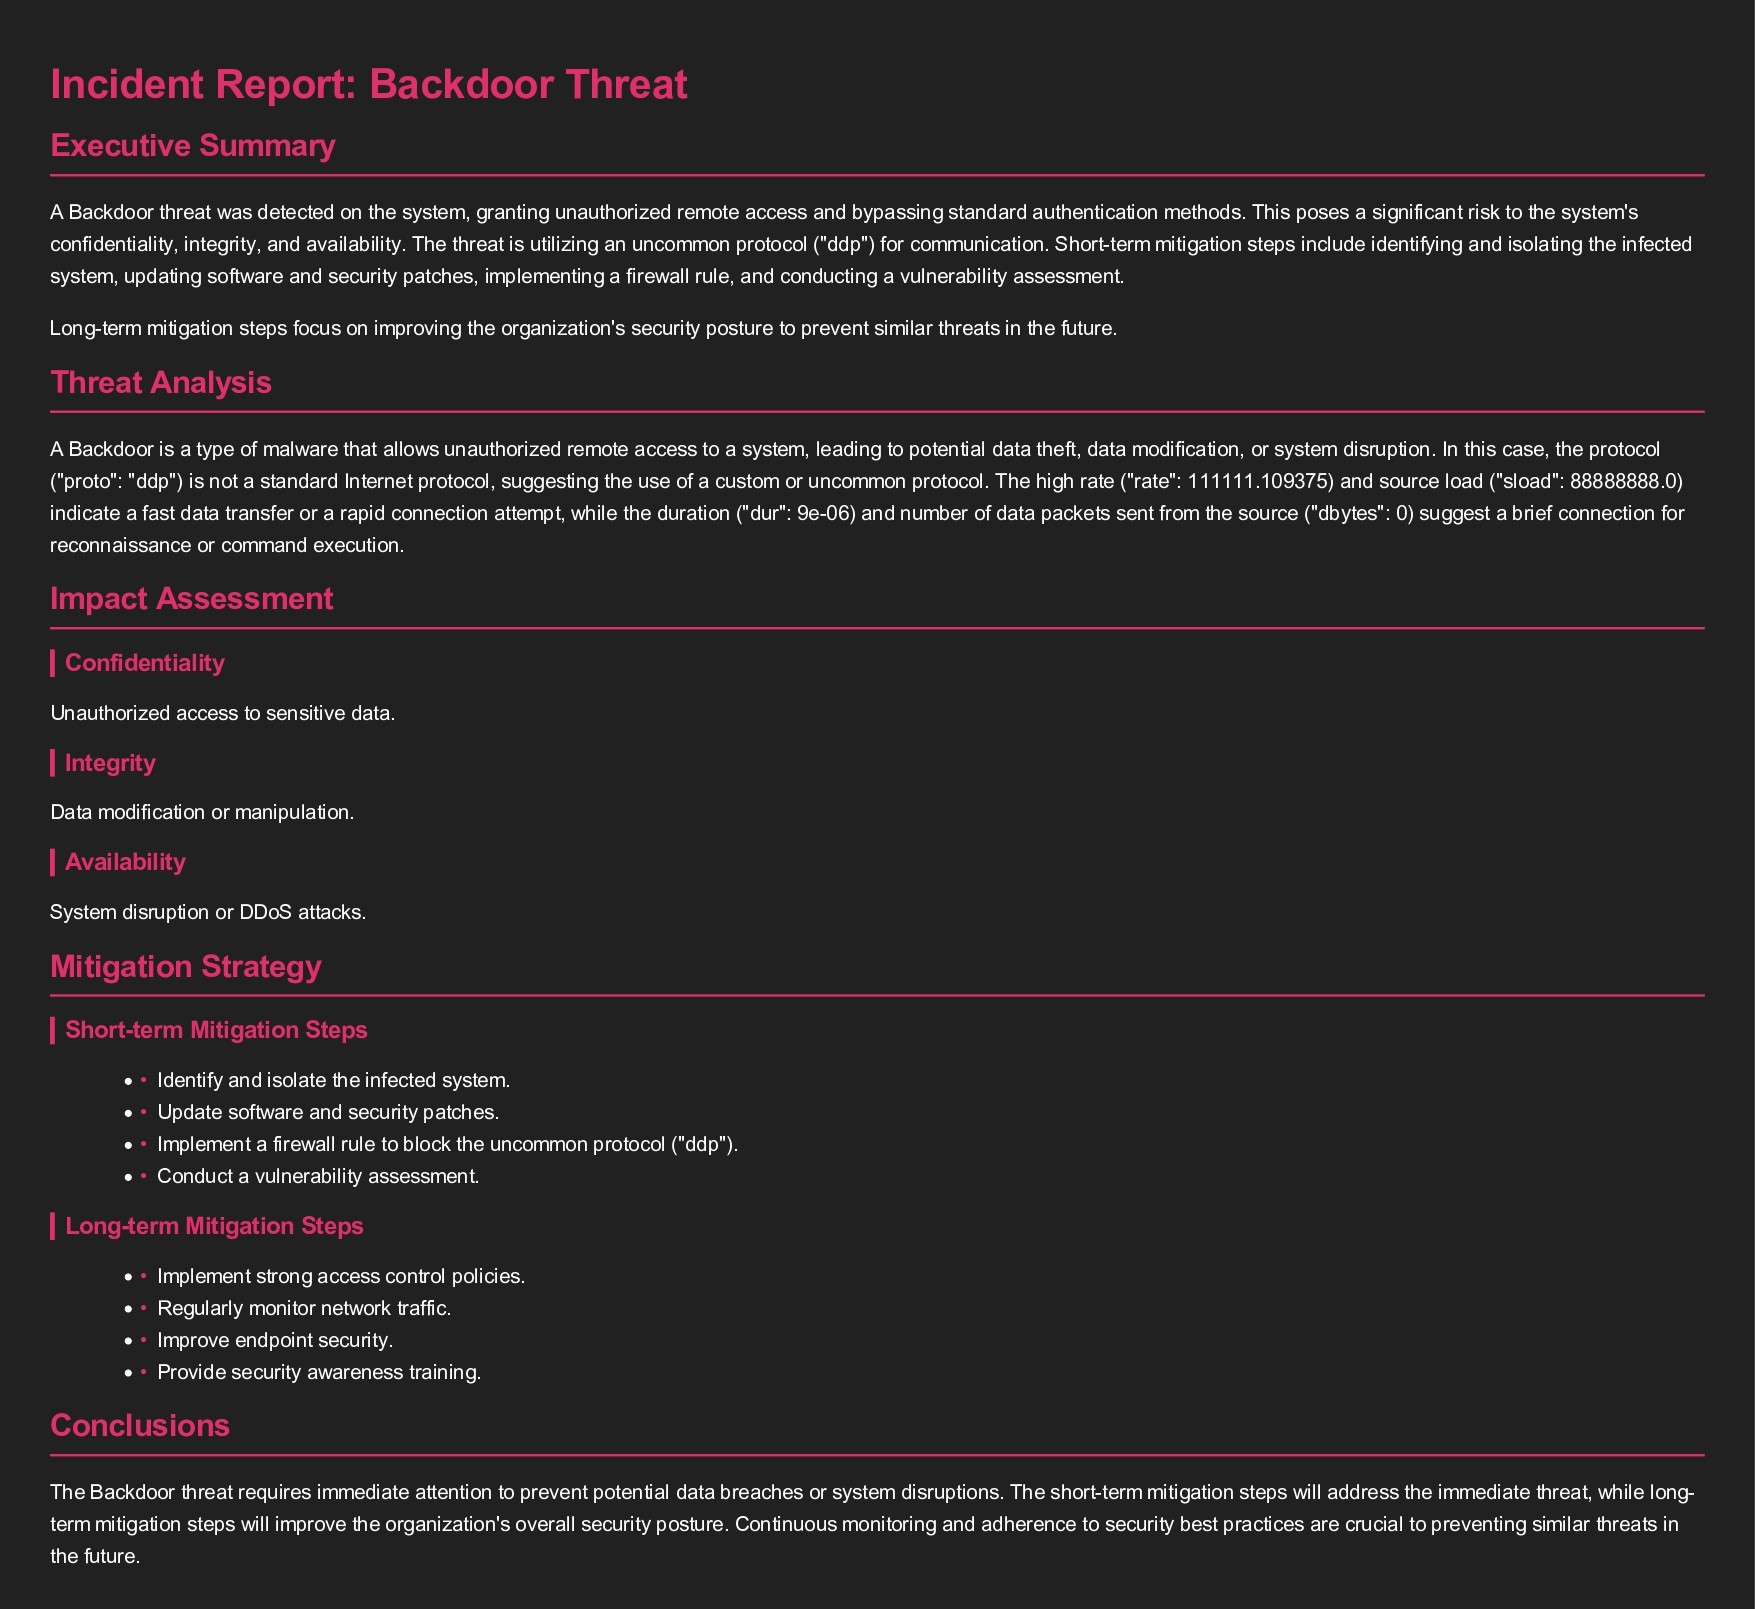 Incident Report: Backdoor Threat
Executive Summary
A Backdoor threat was detected on the system, granting unauthorized remote access and bypassing standard authentication methods. This poses a significant risk to the system's
confidentiality, integrity, and availability. The threat is utilizing an uncommon protocol ("ddp") for communication. Short-term mitigation steps include identifying and isolating the infected
system, updating software and security patches, implementing a firewall rule, and conducting a vulnerability assessment.
Long-term mitigation steps focus on improving the organization's security posture to prevent similar threats in the future.
Threat Analysis
A Backdoor is a type of malware that allows unauthorized remote access to a system, leading to potential data theft, data modification, or system disruption. In this case, the protocol
("proto": "ddp") is not a standard Internet protocol, suggesting the use of a custom or uncommon protocol. The high rate ("rate": 111111.109375) and source load ("sload": 88888888.0)
indicate a fast data transfer or a rapid connection attempt, while the duration ("dur": 9e-06) and number of data packets sent from the source ("dbytes": 0) suggest a brief connection for
reconnaissance or command execution.
Impact Assessment
Confidentiality
Unauthorized access to sensitive data.
Integrity
Data modification or manipulation.
Availability
System disruption or DDoS attacks.
Mitigation Strategy
Short-term Mitigation Steps
• • Identify and isolate the infected system.
• • Update software and security patches.
• • Implement a firewall rule to block the uncommon protocol ("ddp").
• • Conduct a vulnerability assessment.
Long-term Mitigation Steps
• • Implement strong access control policies.
• • Regularly monitor network traffic.
• • Improve endpoint security.
• • Provide security awareness training.
Conclusions
The Backdoor threat requires immediate attention to prevent potential data breaches or system disruptions. The short-term mitigation steps will address the immediate threat, while long-
term mitigation steps will improve the organization's overall security posture. Continuous monitoring and adherence to security best practices are crucial to preventing similar threats in
the future.